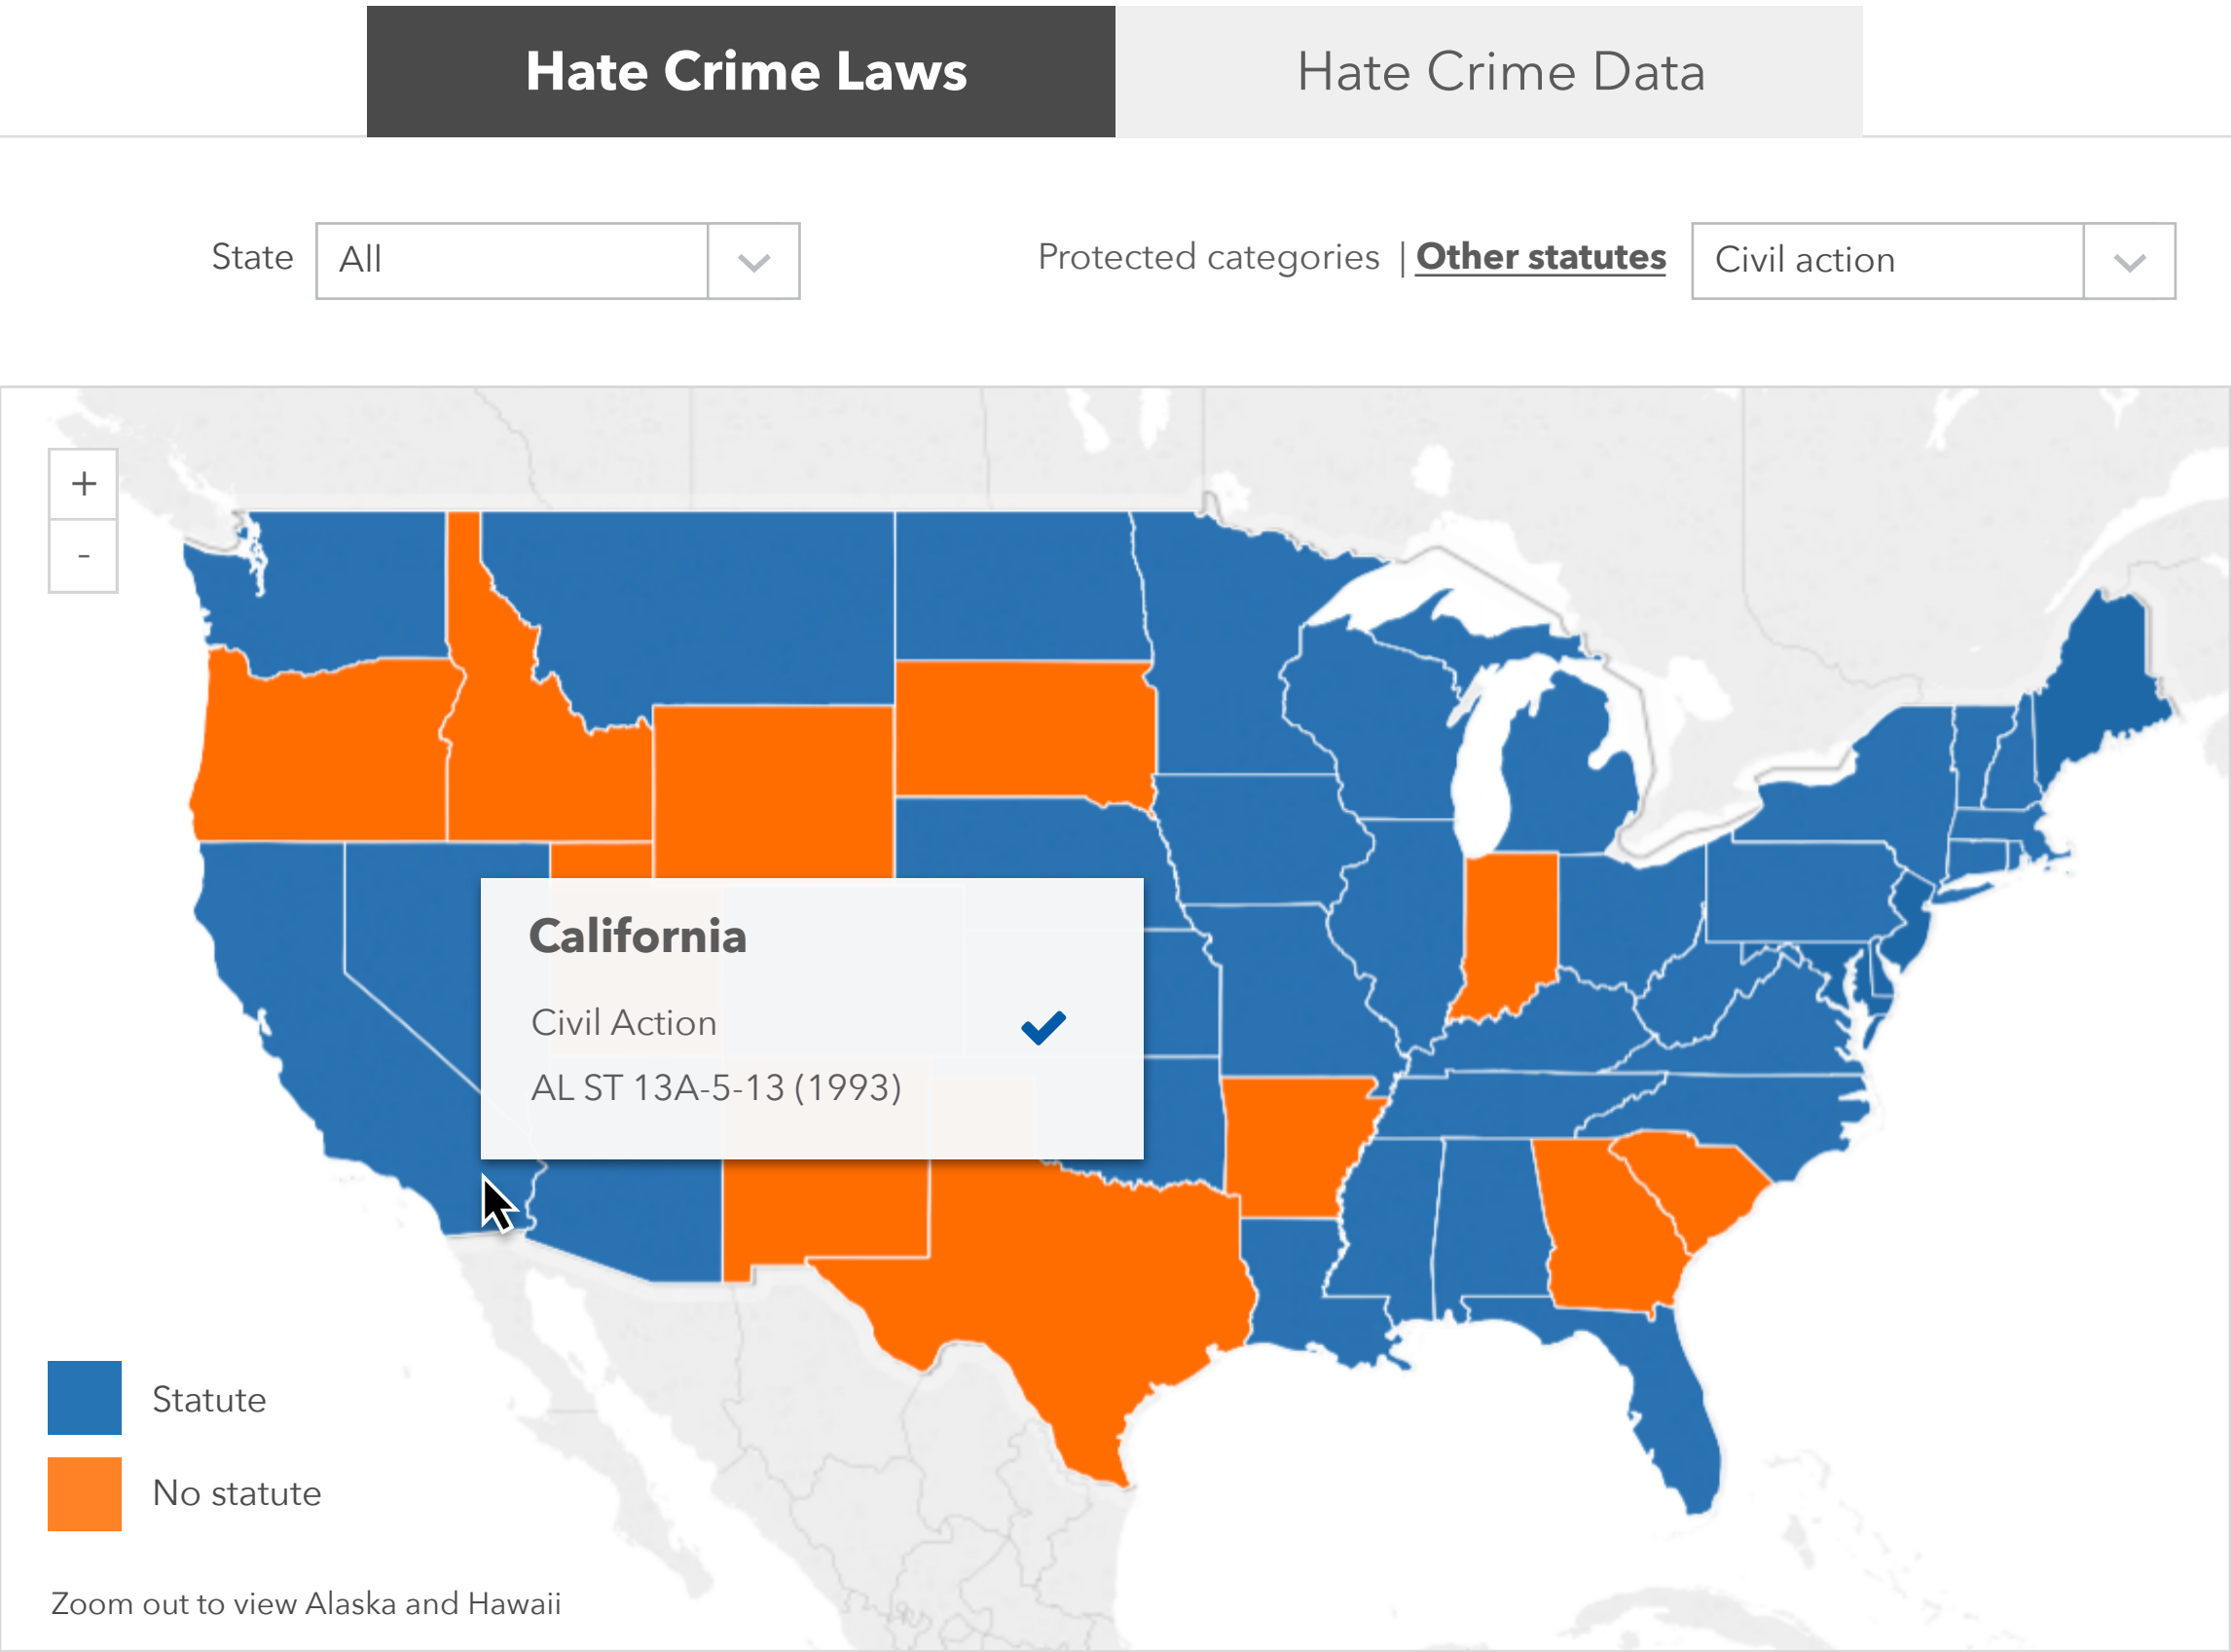 Hate Crime Laws
Hate Crime Data
State
All
Protected categories | Other statutes
Civil action
+
-
California
Civil Action
AL ST 13A-5-13 (1993)
Statute
No statute
Zoom out to view Alaska and Hawaii